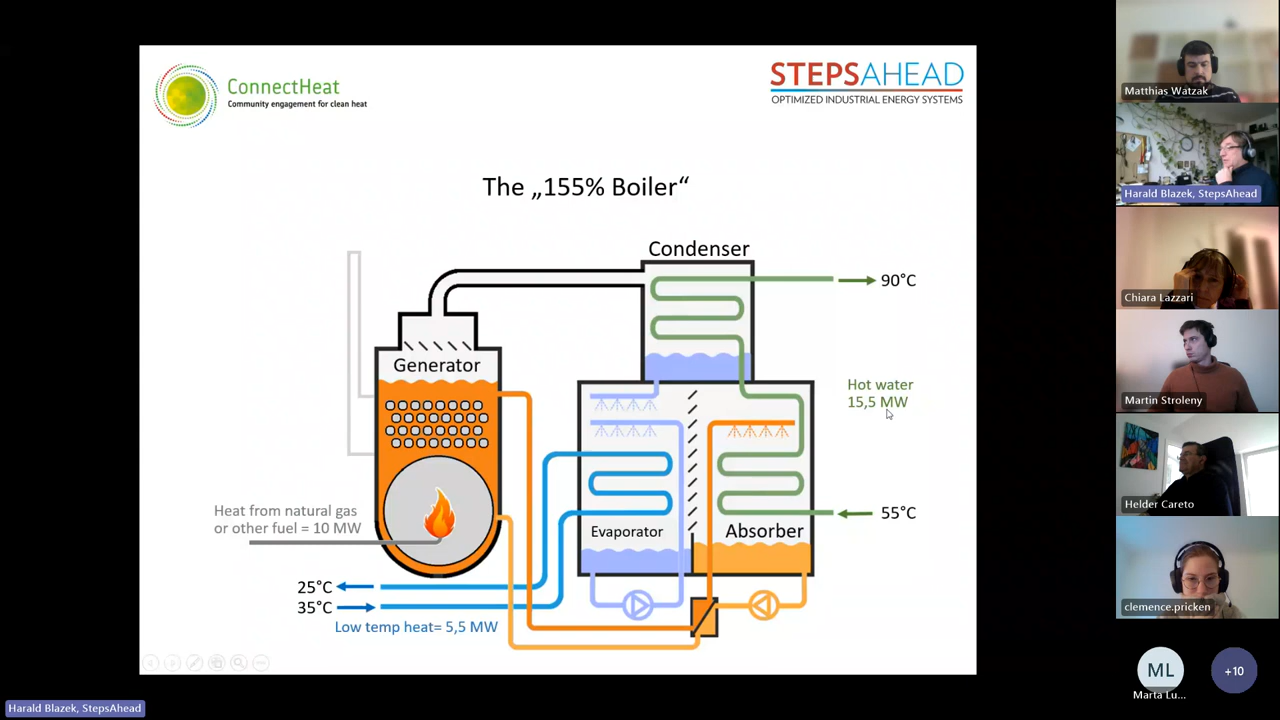 ConnectHeat
Community engagement for clean heat
STEPSAHEAD
OPTIMIZED INDUSTRIAL ENERGY SYSTEMS
The „155% Boiler“
Condenser
90°C
Generator
Hot water
15,5 MW
Heat from natural gas
or other fuel = 10 MW
Evaporator
Absorber
55°C
25°C
35°C
Low temp heat= 5,5 MW
Harald Blazek, StepsAhead
Matthias Watzak
Harald Blazek, StepsAhead
Chiara Lazzari
Martin Stroleny
Helder Careto
clemence.pricken
ML
Marta Lu...
+10